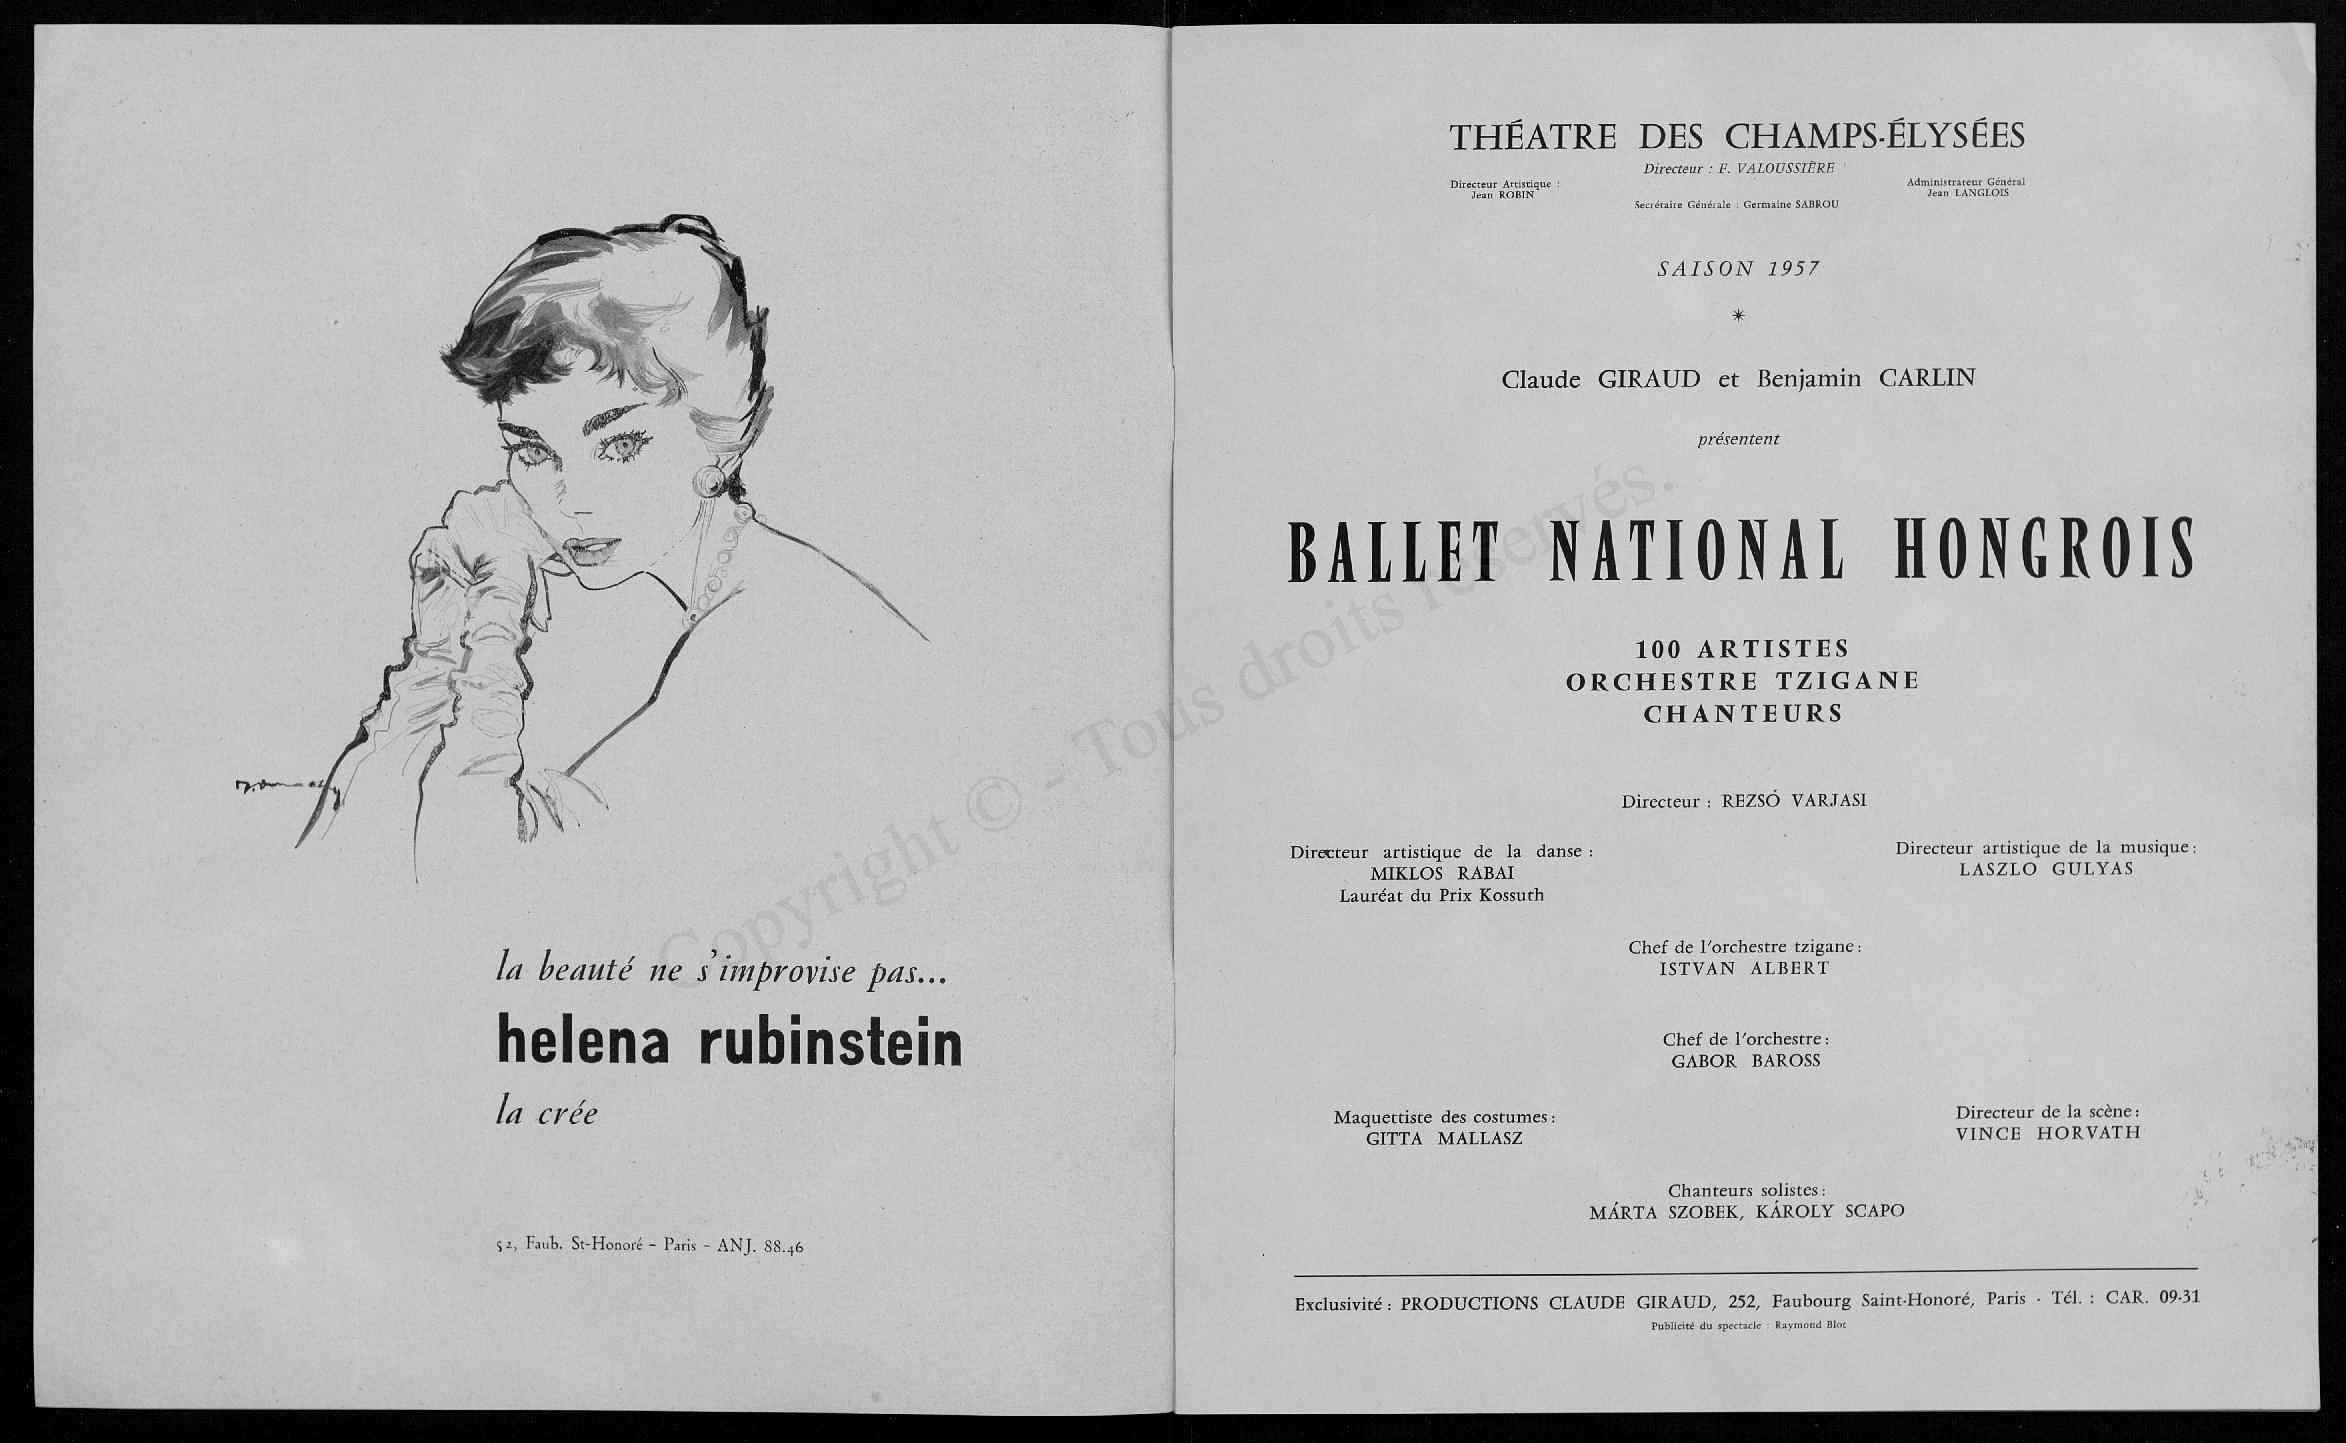 la beauté ne s'improvise pas...
helena rubinstein
la crée
52, Faub. St-Honoré – Paris – ANJ. 88.46
THÉATRE DES CHAMPS-ÉLYSÉES
Directeur : F. VALOUSSIÈRE
Directeur Artistique :
Jean ROBIN
Administrateur Général
Jean LANGLOIS
Secrétaire Générale : Germaine SABROU
SAISON 1957
Claude GIRAUD et Benjamin CARLIN
présentent
BALLET NATIONAL HONGROIS
100 ARTISTES
ORCHESTRE TZIGANE
CHANTEURS
Directeur : REZSÓ VARJASI
Directeur artistique de la danse :
MIKLOS RABAI
Lauréat du Prix Kossuth
Directeur artistique de la musique :
LASZLO GULYAS
Chef de l'orchestre tzigane :
ISTVAN ALBERT
Chef de l'orchestre :
GABOR BAROSS
Maquettiste des costumes :
GITTA MALLASZ
Directeur de la scène :
VINCE HORVATH
Chanteurs solistes :
MÁRTA SZOBEK, KÁROLY SCAPO
Exclusivité : PRODUCTIONS CLAUDE GIRAUD, 252, Faubourg Saint-Honoré, Paris - Tél. : CAR. 09-31
Publicité du spectacle : Raymond Blot
Copyright © - Tous droits réservés.